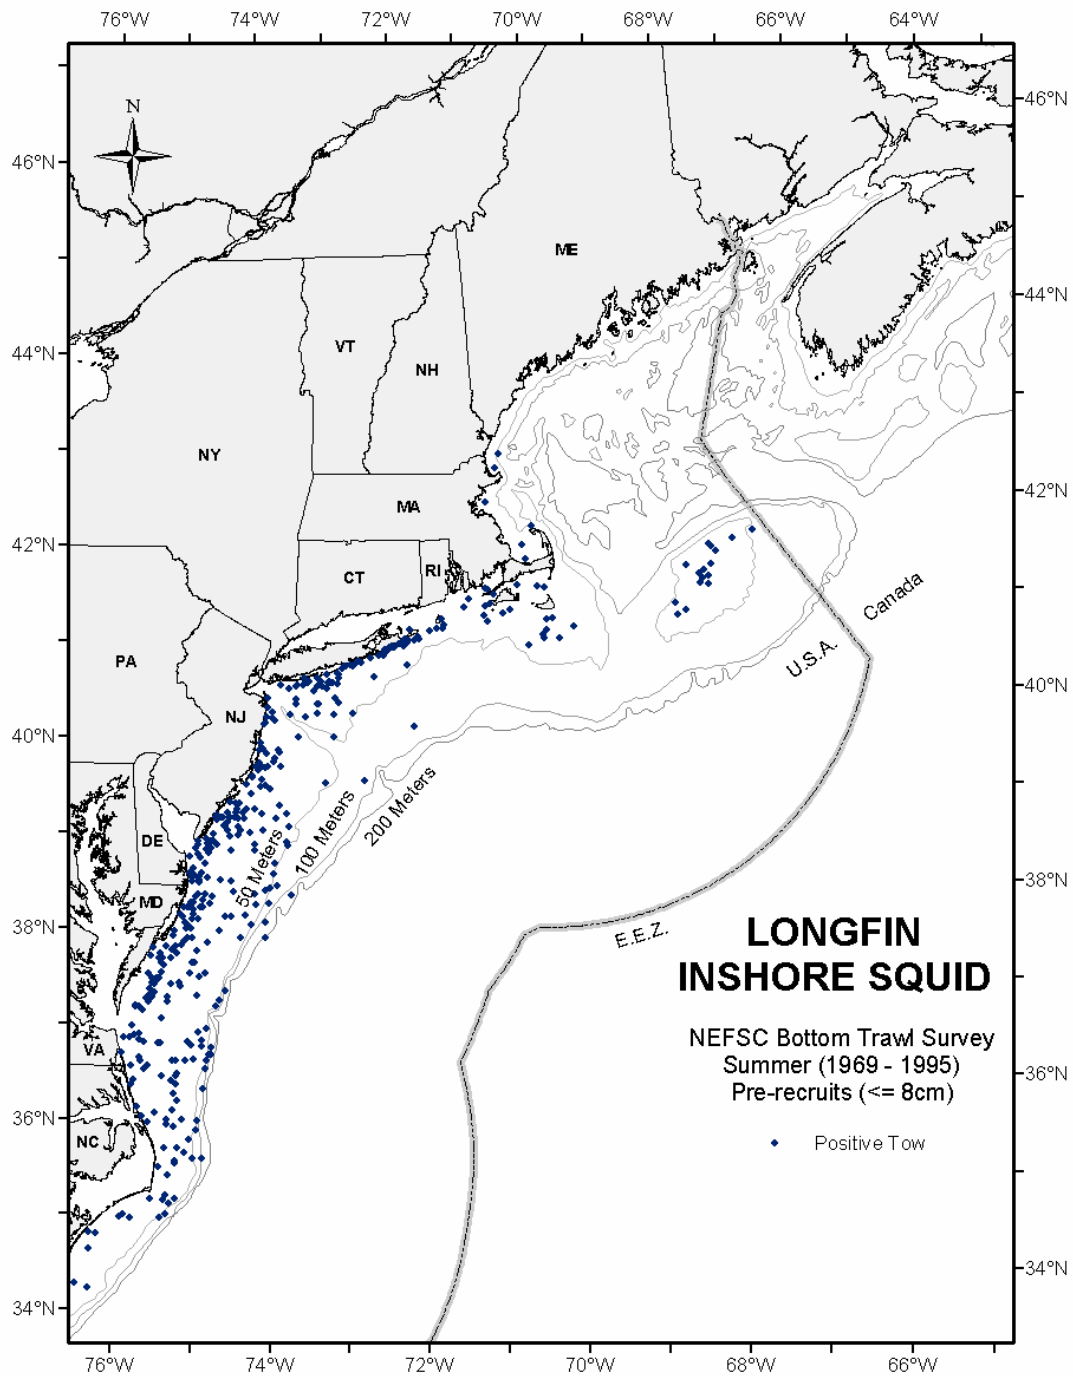 76°W 74°W 72°W 70°W 68°W 66°W 64°W
N
46°N
46°N
ME
44°N
44°N
VT
NH
NY
42°N
MA
42°N
CT
RI
Canada
U.S.A.
PA
40°N
NJ
40°N
200 Meters
100 Meters
50 Meters
DE
38°N
MD
38°N
E.E.Z.
LONGFIN
INSHORE SQUID
NEFSC Bottom Trawl Survey
Summer (1969 - 1995)
Pre-recruits (<= 8cm)
VA
36°N
36°N
NC
Positive Tow
34°N
34°N
76°W 74°W 72°W 70°W 68°W 66°W